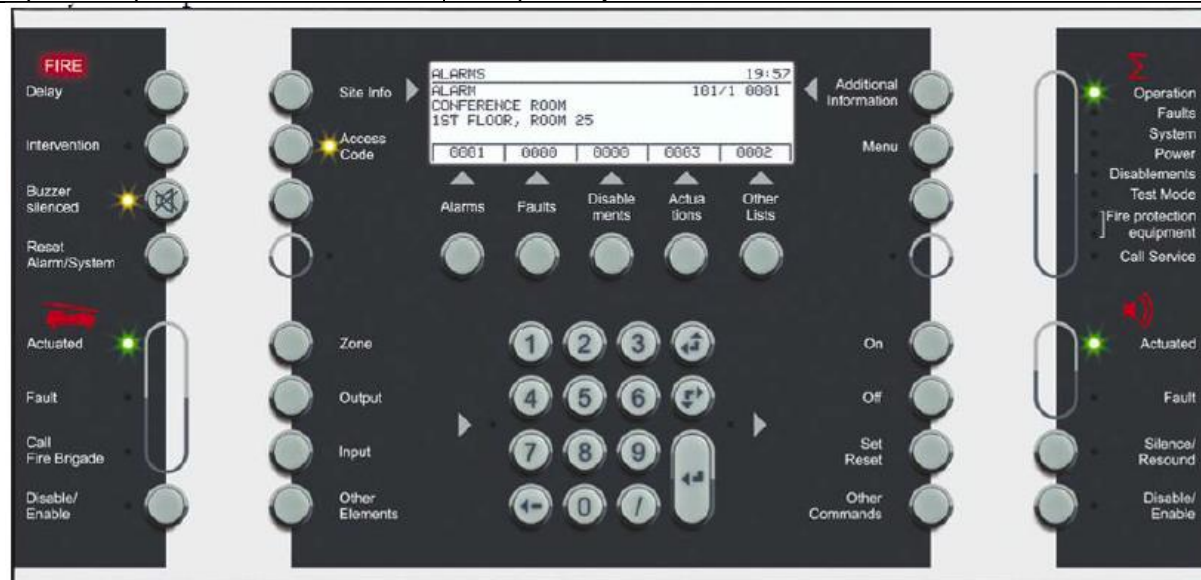 FIRE
Delay
Intervention
Buzzer
silenced
Reset
Alarm/System
Actuated
Fault
Call
Fire Brigade
Disable/
Enable
Site Info
Access
Code
ALARMS 19:57
ALARM 101/1 0001
CONFERENCE ROOM
1ST FLOOR, ROOM 25
0001 0000 0000 0003 0002
Alarms
Faults
Disable
ments
Actua
tions
Other
Lists
Additional
Information
Menu
Zone
Output
Input
Other
Elements
1 2 3
4 5 6
7 8 9
0 /
On
Off
Set
Reset
Other
Commands
Σ
Operation
Faults
System
Power
Disablements
Test Mode
Fire protection
equipment
Call Service
Actuated
Fault
Silence/
Resound
Disable/
Enable